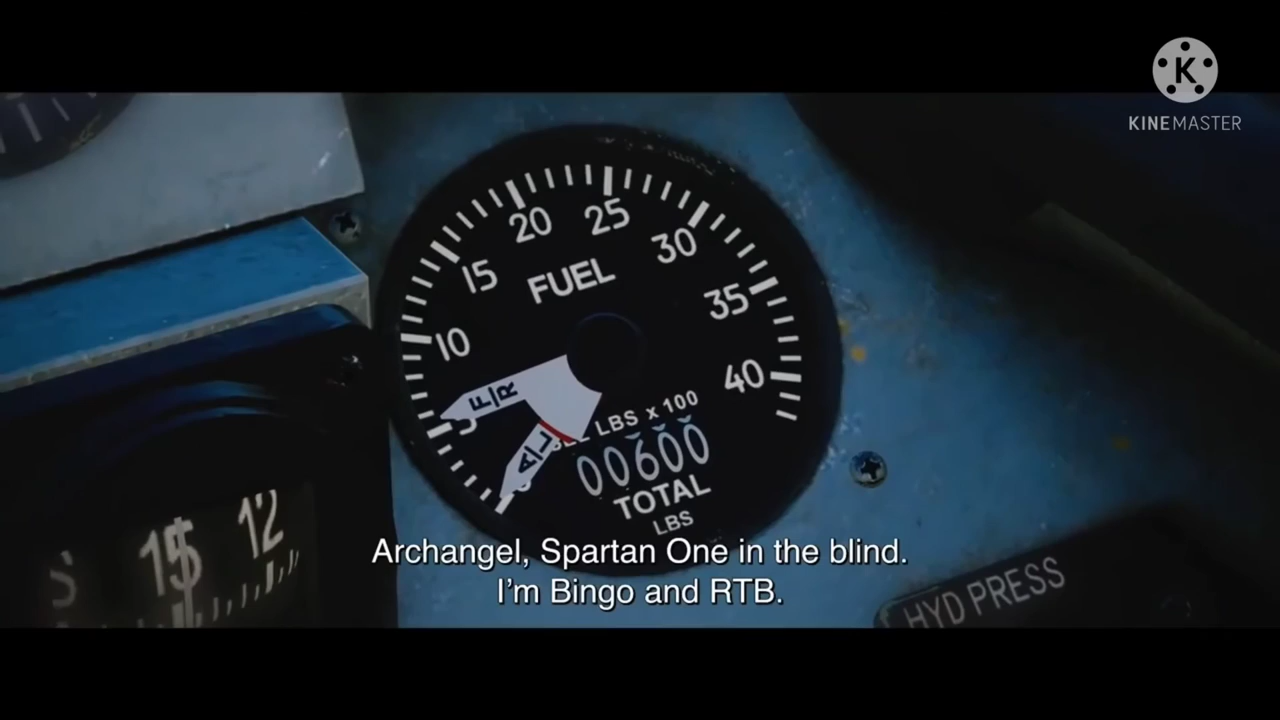 KINEMASTER
20
25
30
15
FUEL
35
10
40
F/R
LBS x 100
A/L
00600
TOTAL
LBS
S 15 12
HYD PRESS
Archangel, Spartan One in the blind.
I'm Bingo and RTB.